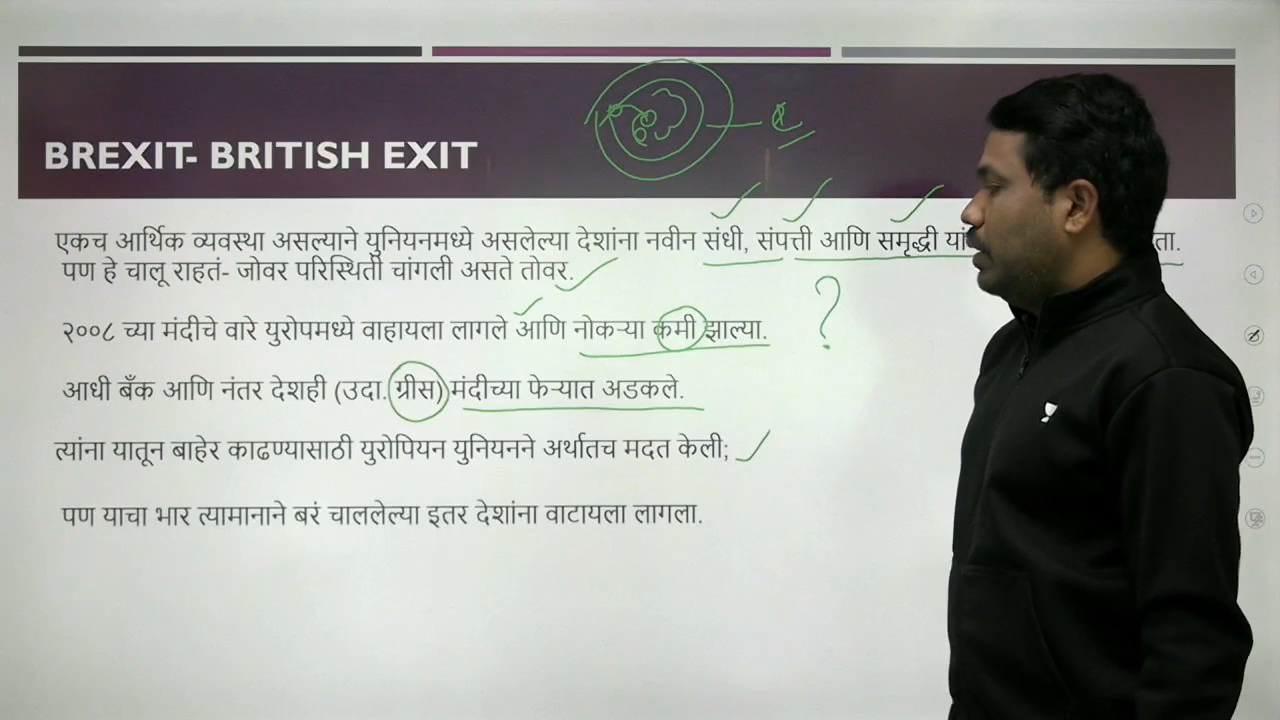 BREXIT- BRITISH EXIT
एकच आर्थिक व्यवस्था असल्याने युनियनमध्ये असलेल्या देशांना नवीन संधी, संपत्ती आणि समृद्धी
पण हे चालू राहतं- जोवर परिस्थिती चांगली असते तोवर.
२००८ च्या मंदीचे वारे युरोपमध्ये वाहायला लागले आणि नोकऱ्या कमी झाल्या.
आधी बँक आणि नंतर देशही (उदा. ग्रीस) मंदीच्या फेऱ्यात अडकले.
त्यांना यातून बाहेर काढण्यासाठी युरोपियन युनियनने अर्थातच मदत केली;
पण याचा भार त्यामानाने बरं चाललेल्या इतर देशांना वाटायला लागला.